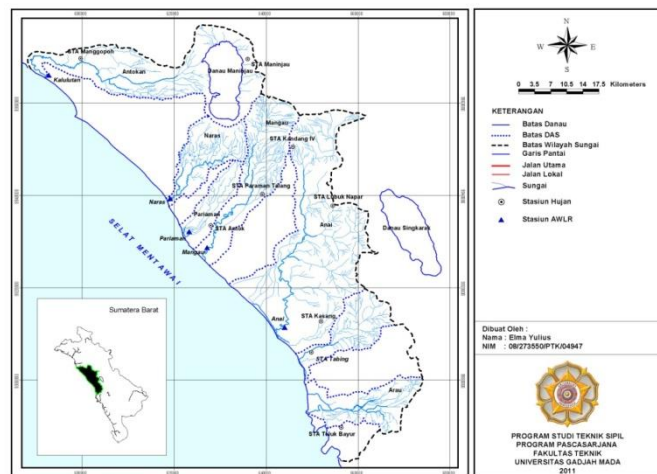 STA Manggopoh
Antokan
Kalulutan
STA Maninjau
Danau Maninjau
Naras
Mangau
STA Kandang IV
STA Paraman Talang
Naras
Pariaman
Pariaman
Mangau
STA Lubuk Napar
Anai
Danau Singkarak
SELAT MENTAWAI
STA Kasang
Anai
STA Tabing
Arau
STA Teluk Bayur
Sumatera Barat
N
W
E
S
0 3.5 7 10.5 14 17.5 Kilometers
KETERANGAN
Batas Danau
Batas DAS
Batas Wilayah Sungai
Garis Pantai
Jalan Utama
Jalan Lokal
Sungai
Stasiun Hujan
Stasiun AWLR
Dibuat Oleh :
Nama : Elma Yulius
NIM : 08/273550/PTK/04947
PROGRAM STUDI TEKNIK SIPIL
PROGRAM PASCASARJANA
FAKULTAS TEKNIK
UNIVERSITAS GADJAH MADA
2011